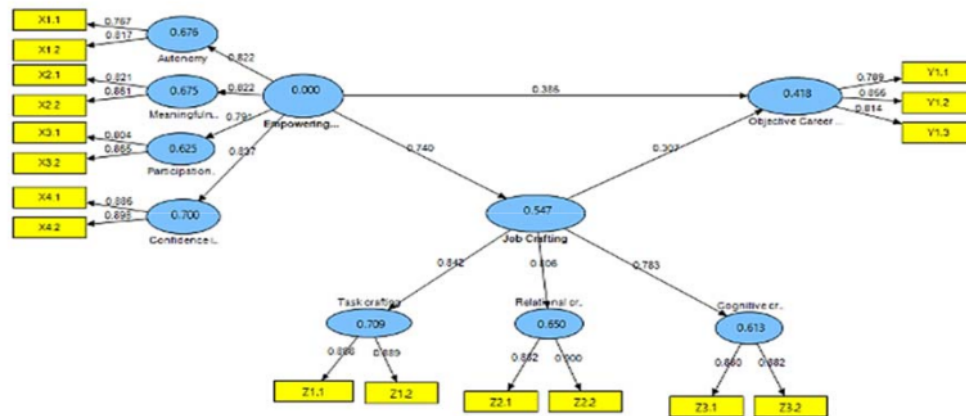 X1.1
0.767
0.676
X1.2
0.817
Autonomy
0.822
X2.1
0.821
0.675
0.822
0.000
X2.2
0.861
Meaningfuln...
Empowering...
0.791
X3.1
0.804
0.625
X3.2
0.865
Participation..
0.837
X4.1
0.886
0.700
X4.2
0.895
Confidence i..
0.386
0.418
Objective Career ...
0.789
Y1.1
Y1.2
0.814
Y1.3
0.740
0.307
0.547
Job Crafting
0.842
0.806
0.783
Task crafting
0.709
Relational cr..
0.650
Cognitive cr..
0.613
0.889
0.882
0.900
0.882
Z1.1
Z1.2
Z2.1
Z2.2
Z3.1
Z3.2